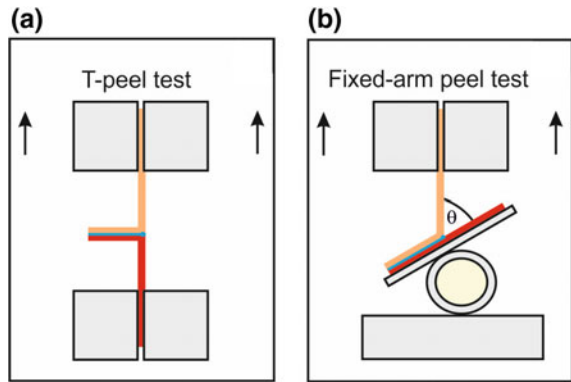 (a)
T-peel test
(b)
Fixed-arm peel test
θ